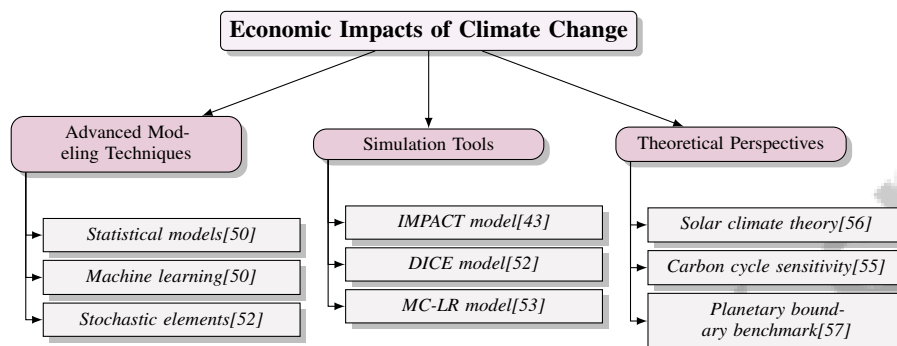 Economic Impacts of Climate Change
Advanced Mod-
eling Techniques
Statistical models[50]
Machine learning[50]
Stochastic elements[52]
Simulation Tools
IMPACT model[43]
DICE model[52]
MC-LR model[53]
Theoretical Perspectives
Solar climate theory[56]
Carbon cycle sensitivity[55]
Planetary bound-
ary benchmark[57]